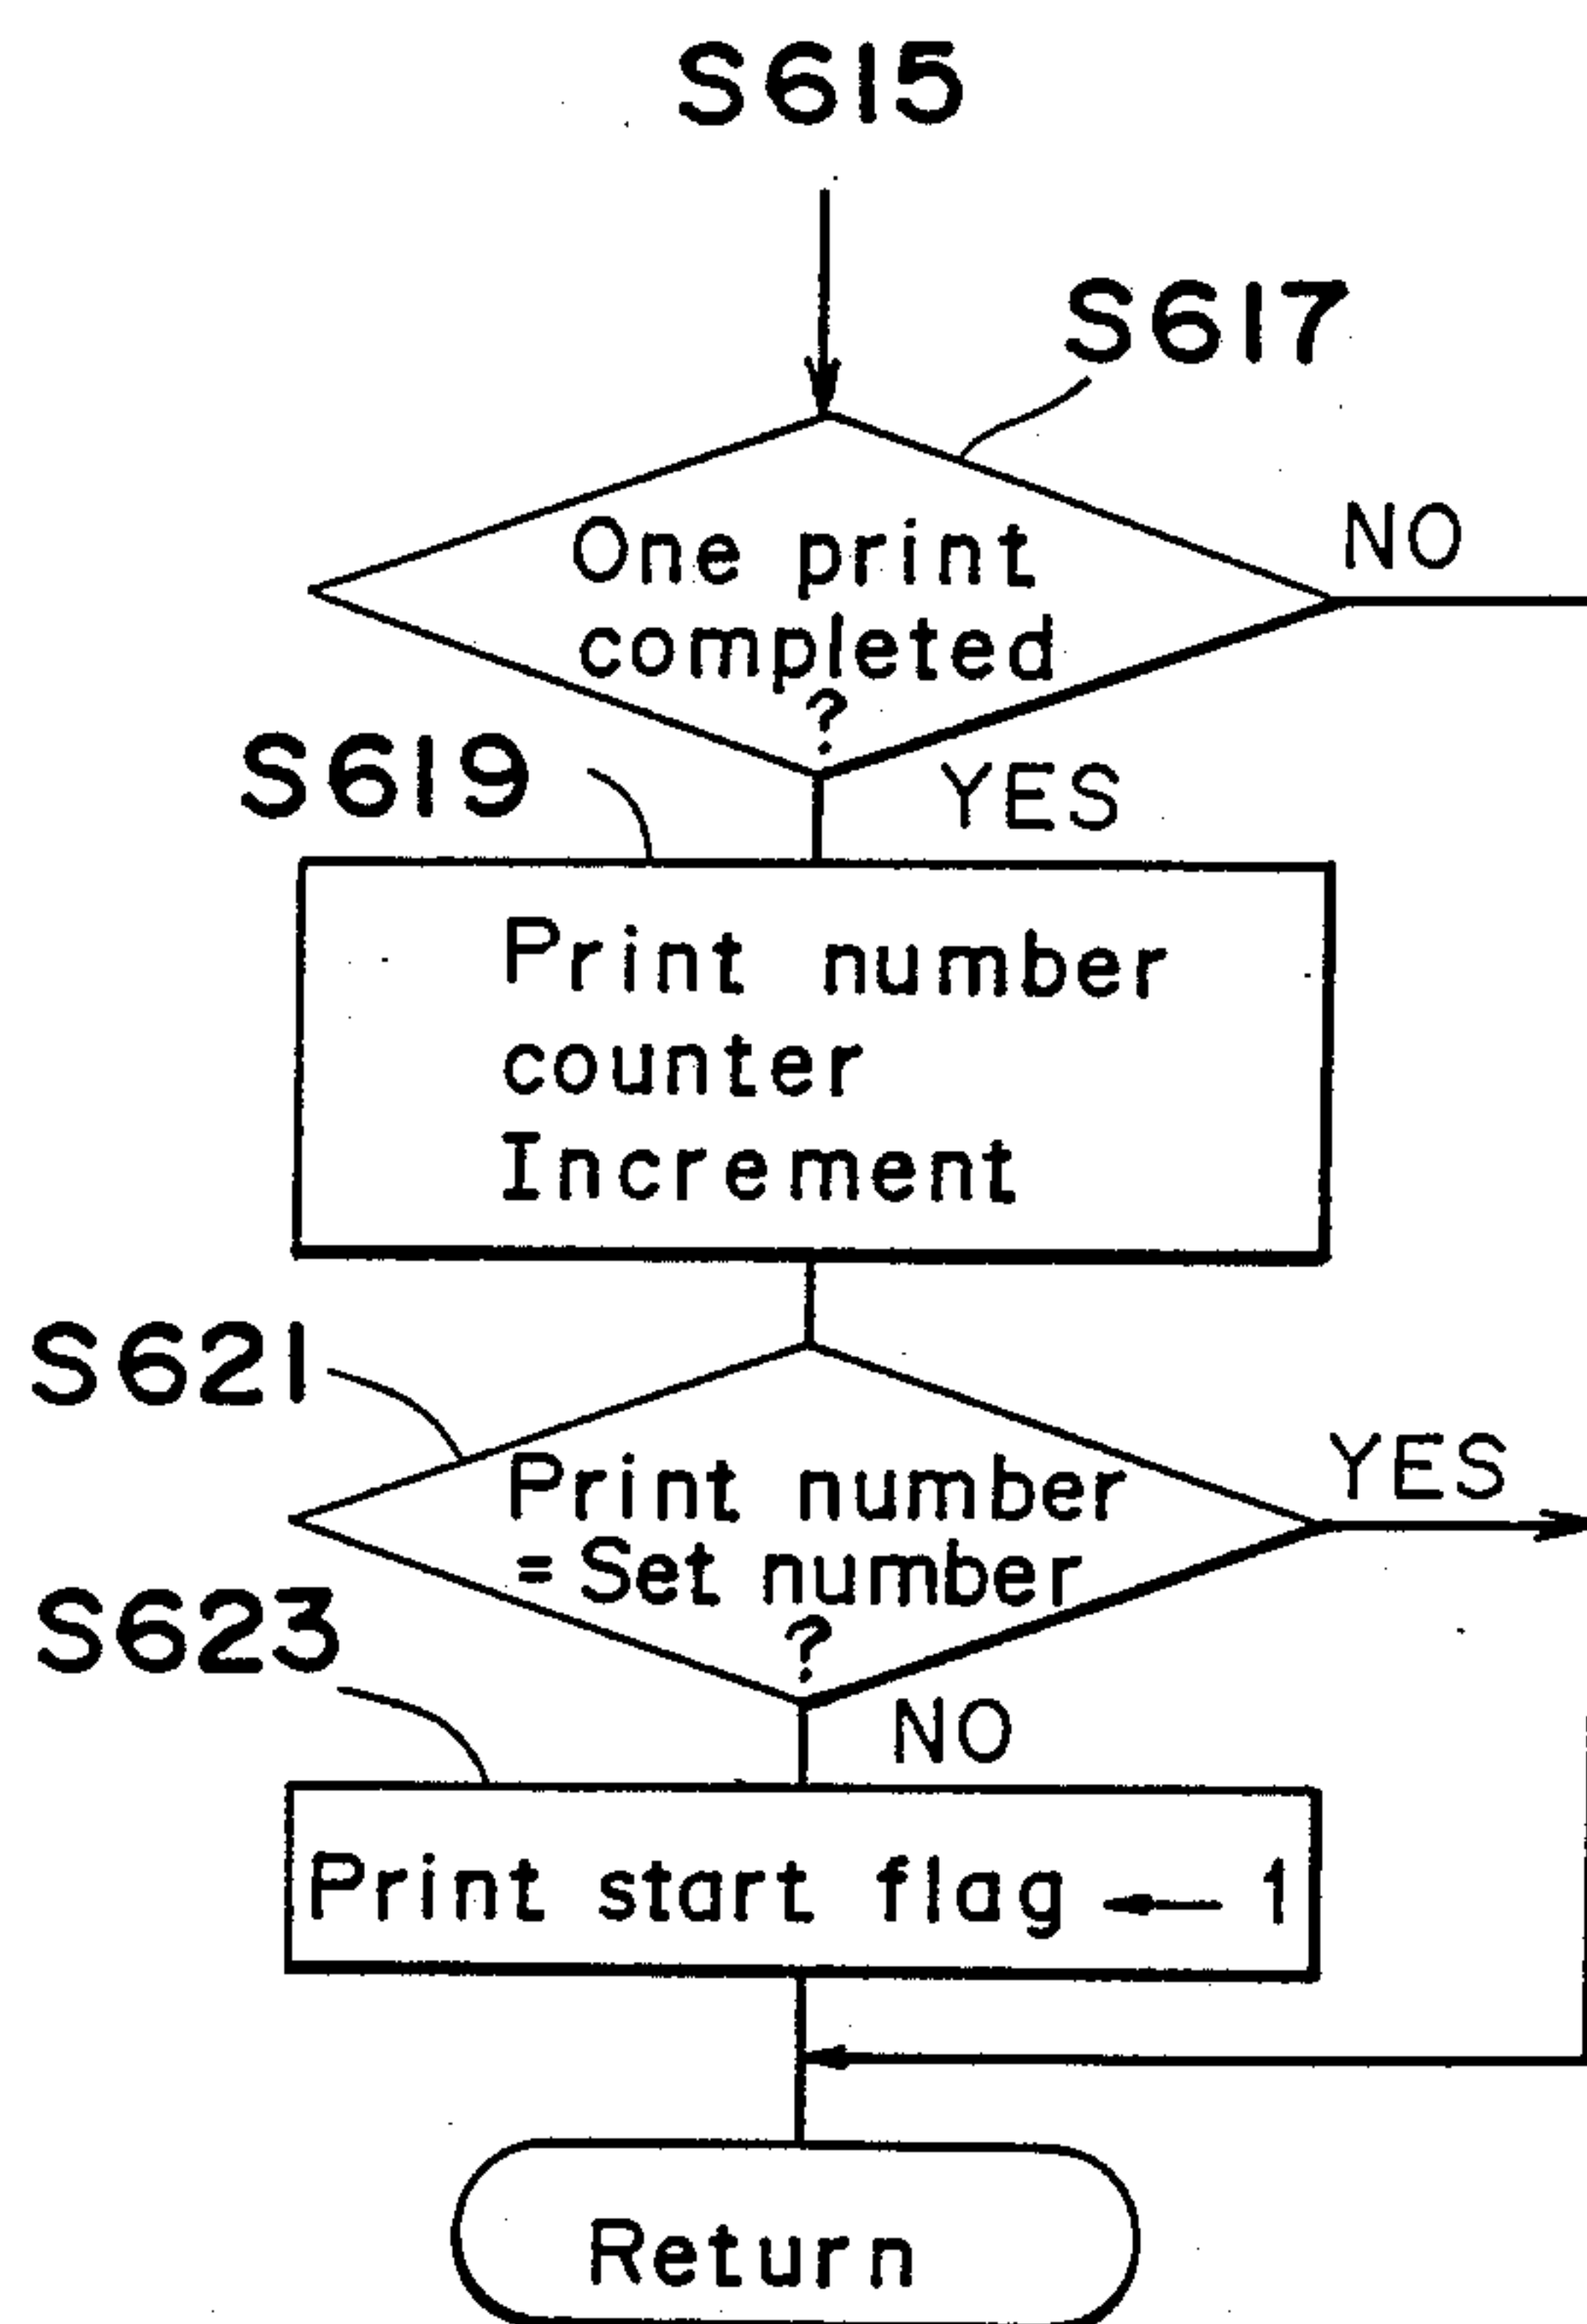 S615
S617
One print
completed
?
NO
YES
S619
Print number
counter
Increment
S621
Print number
= Set number
?
YES
NO
S623
Print start flag ← 1
Return